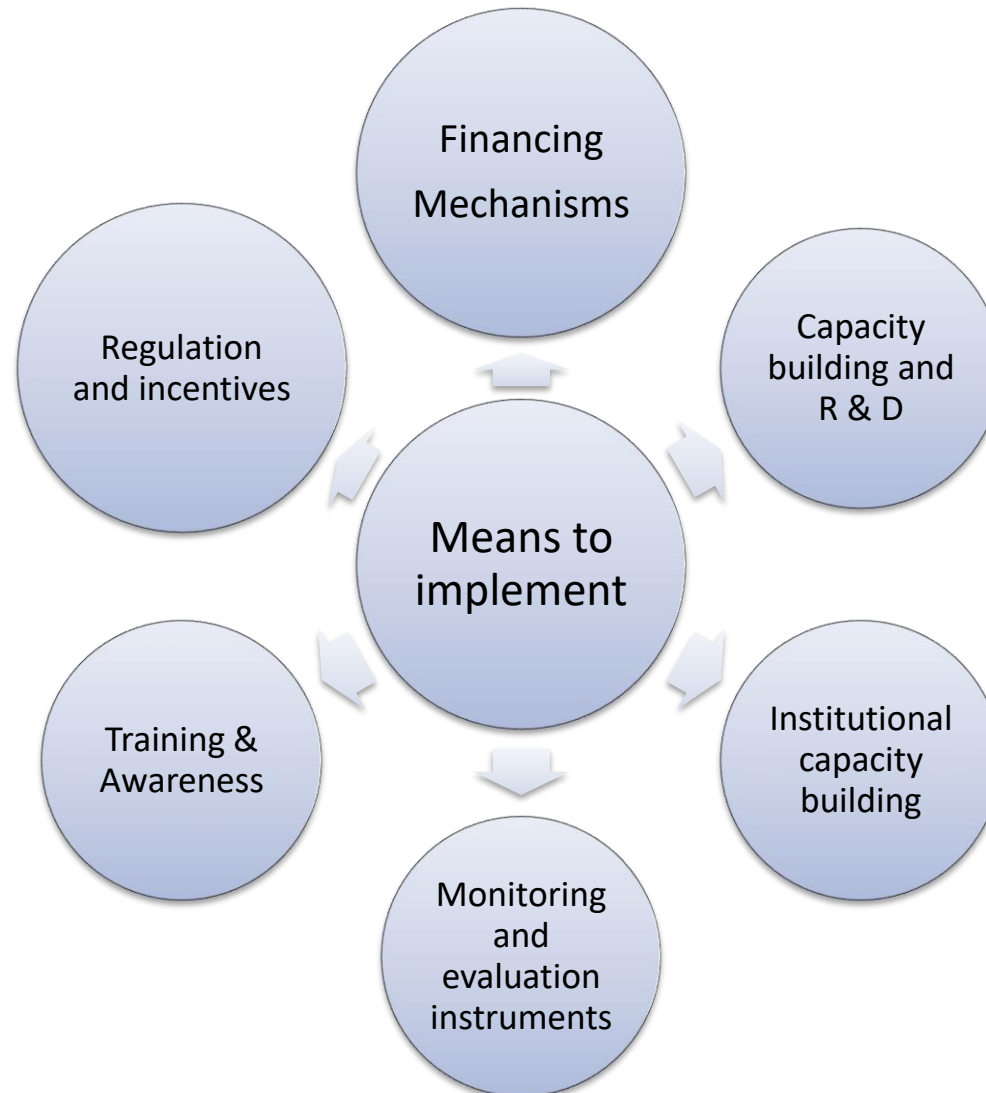 Financing
Mechanisms
Regulation
and incentives
Capacity
building and
R & D
Means to
implement
Training &
Awareness
Institutional
capacity
building
Monitoring
and
evaluation
instruments